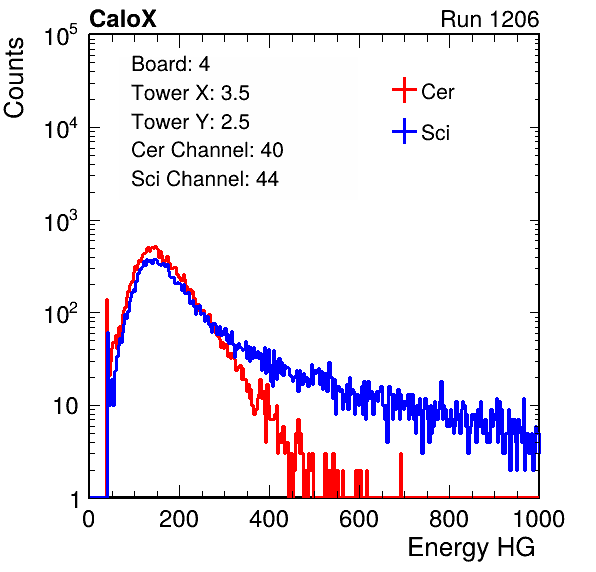 CaloX Run 1206
Counts
Board: 4
Tower X: 3.5
Tower Y: 2.5
Cer Channel: 40
Sci Channel: 44
Cer
Sci
10^5
10^4
10^3
10^2
10
1
0 200 400 600 800 1000
Energy HG